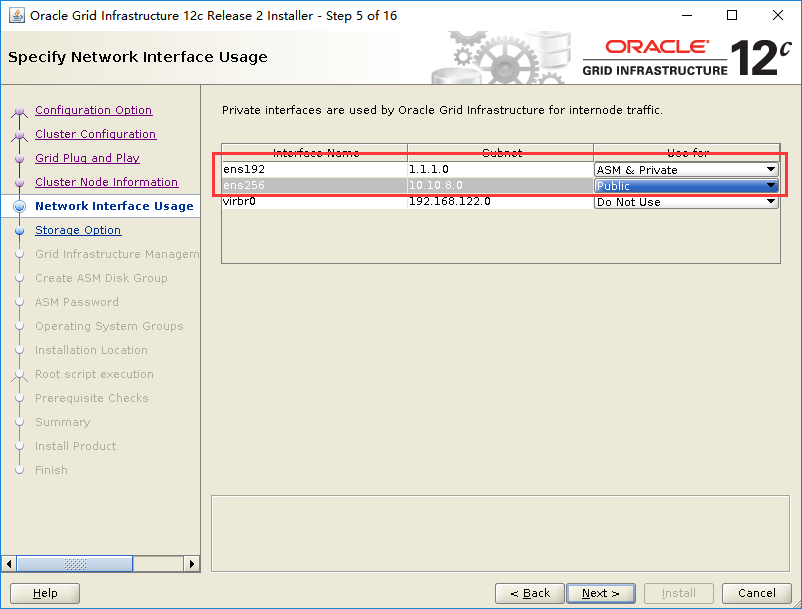 Oracle Grid Infrastructure 12c Release 2 Installer - Step 5 of 16
Specify Network Interface Usage
ORACLE®
GRID INFRASTRUCTURE 12c
Configuration Option
Cluster Configuration
Grid Plug and Play
Cluster Node Information
Network Interface Usage
Storage Option
Grid Infrastructure Managem
Create ASM Disk Group
ASM Password
Operating System Groups
Installation Location
Root script execution
Prerequisite Checks
Summary
Install Product
Finish
Private interfaces are used by Oracle Grid Infrastructure for internode traffic.
Interface Name Subnet Use for
ens192 1.1.1.0 ASM & Private
ens256 10.10.8.0 Public
virbr0 192.168.122.0 Do Not Use
Help < Back Next > Install Cancel